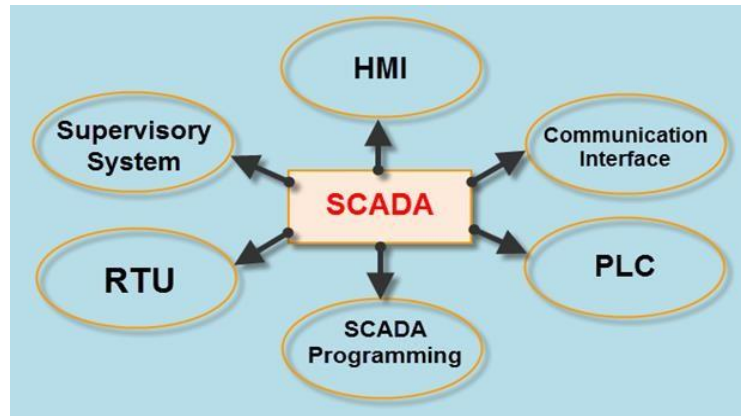 HMI
Supervisory
System
Communication
Interface
SCADA
RTU
PLC
SCADA
Programming